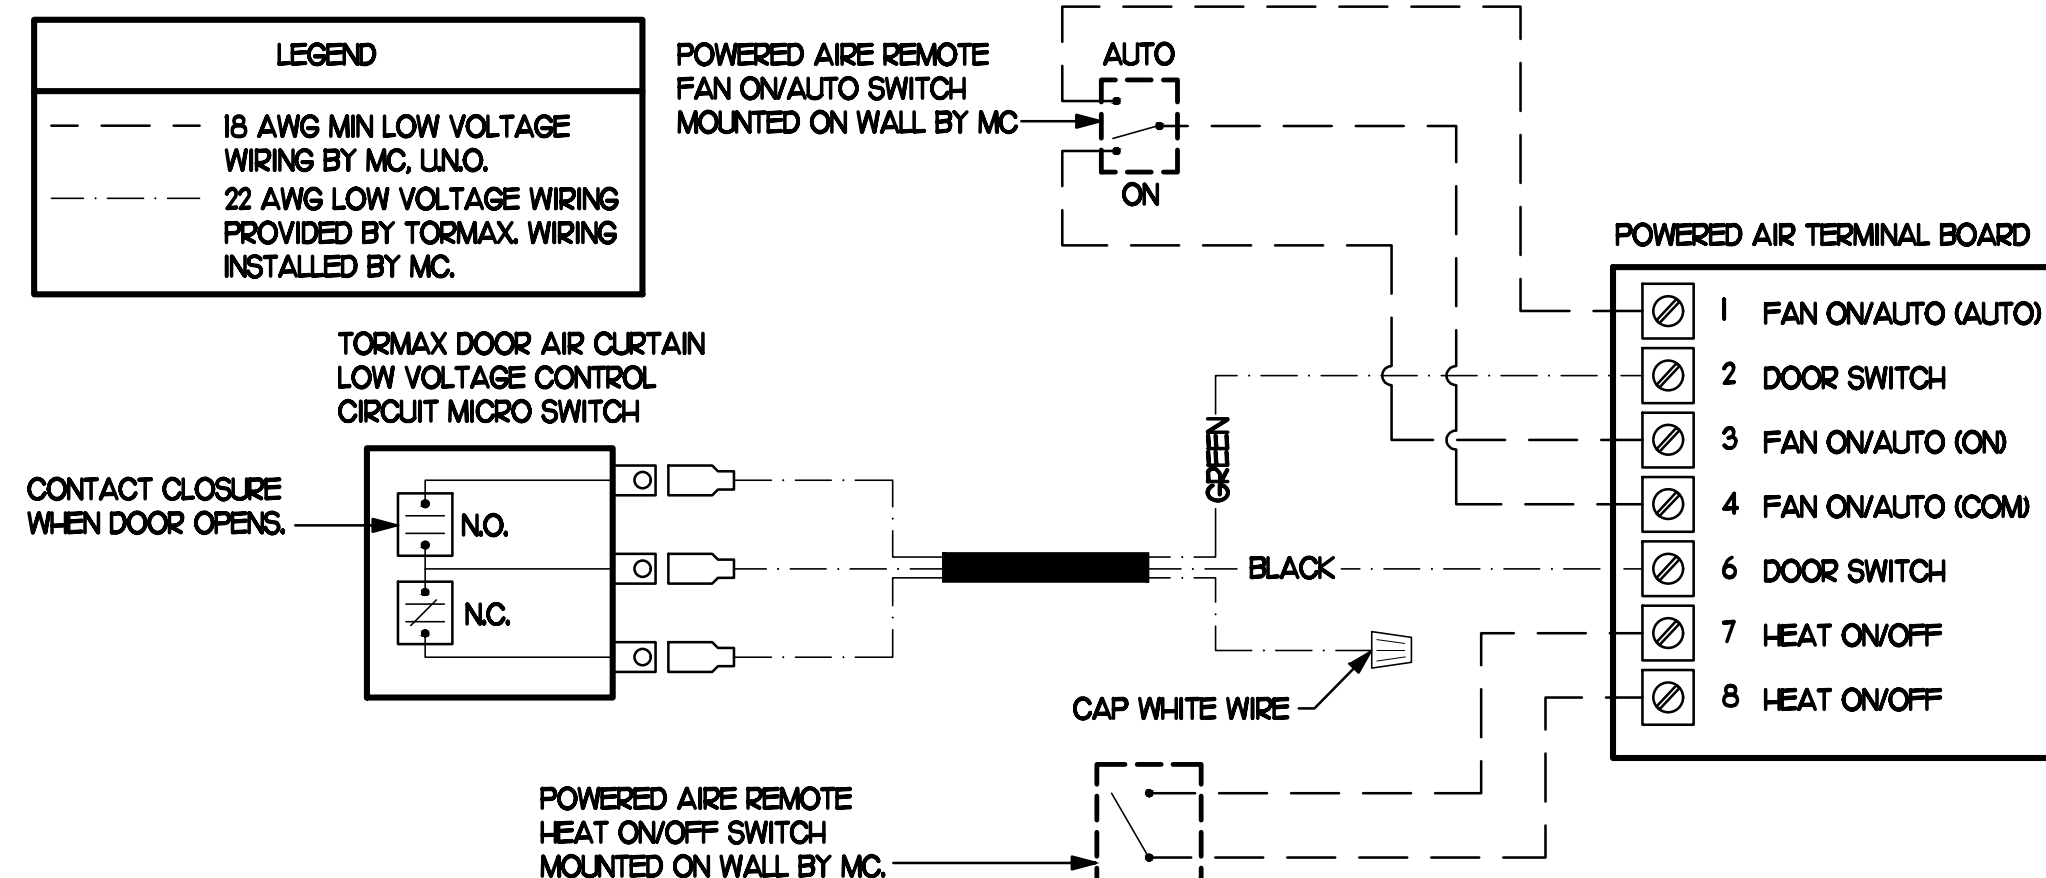 LEGEND
18 AWG MIN LOW VOLTAGE
WIRING BY MC, U.N.O.
22 AWG LOW VOLTAGE WIRING
PROVIDED BY TORMAX. WIRING
INSTALLED BY MC.
POWERED AIRE REMOTE
FAN ON/AUTO SWITCH
MOUNTED ON WALL BY MC
AUTO
ON
POWERED AIR TERMINAL BOARD
1 FAN ON/AUTO (AUTO)
2 DOOR SWITCH
3 FAN ON/AUTO (ON)
4 FAN ON/AUTO (COM)
6 DOOR SWITCH
7 HEAT ON/OFF
8 HEAT ON/OFF
TORMAX DOOR AIR CURTAIN
LOW VOLTAGE CONTROL
CIRCUIT MICRO SWITCH
CONTACT CLOSURE
WHEN DOOR OPENS.
N.O.
N.C.
GREEN
BLACK
CAP WHITE WIRE
POWERED AIRE REMOTE
HEAT ON/OFF SWITCH
MOUNTED ON WALL BY MC.